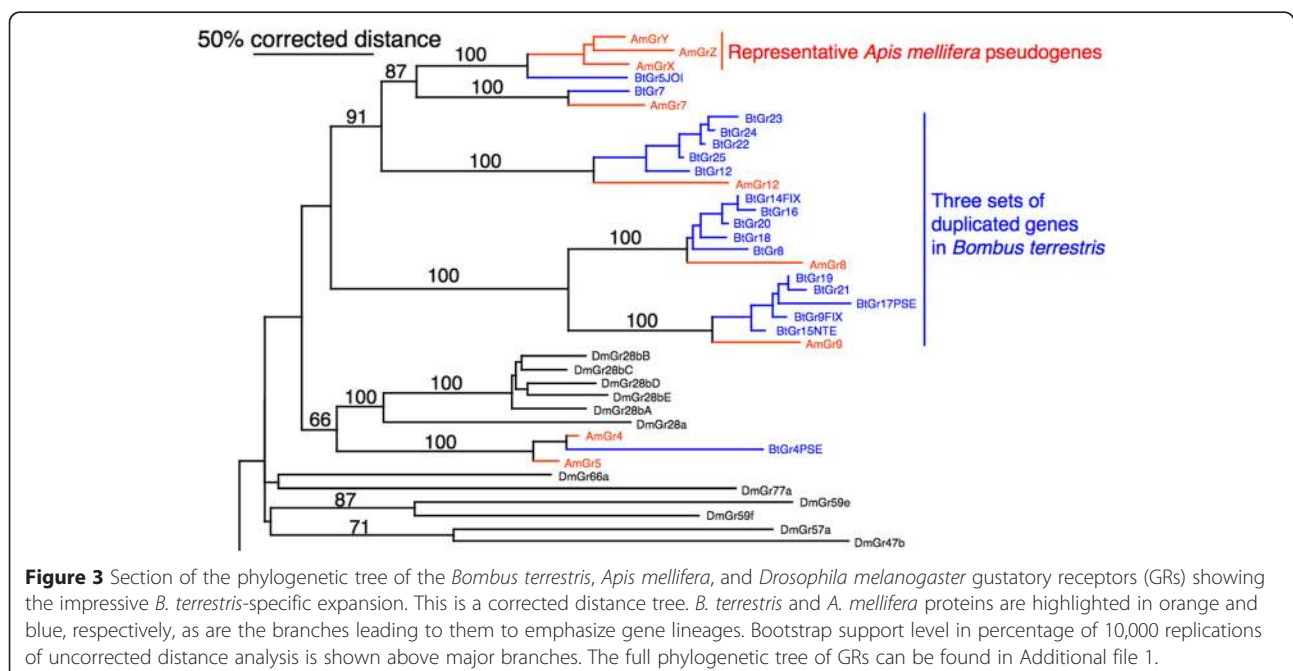 50% corrected distance
AmGrY
AmGrZ
100
AmGrX
Representative Apis mellifera pseudogenes
87
BtGr5JOI
BtGr7
100
AmGr7
91
BtGr23
BtGr24
BtGr22
BtGr25
100
BtGr12
AmGr12
BtGr14FIX
BtGr16
BtGr20
BtGr18
100
BtGr8
AmGr8
100
BtGr19
BtGr21
BtGr17PSE
BtGr9FIX
100
BtGr15NTE
AmGr9
Three sets of
duplicated genes
in Bombus terrestris
DmGr28bB
DmGr28bC
DmGr28bD
100
DmGr28bE
100
DmGr28bA
DmGr28a
66
AmGr4
100
BtGr4PSE
AmGr5
DmGr66a
DmGr77a
87
DmGr59e
DmGr59f
71
DmGr57a
DmGr47b
Figure 3 Section of the phylogenetic tree of the Bombus terrestris, Apis mellifera, and Drosophila melanogaster gustatory receptors (GRs) showing
the impressive B. terrestris-specific expansion. This is a corrected distance tree. B. terrestris and A. mellifera proteins are highlighted in orange and
blue, respectively, as are the branches leading to them to emphasize gene lineages. Bootstrap support level in percentage of 10,000 replications
of uncorrected distance analysis is shown above major branches. The full phylogenetic tree of GRs can be found in Additional file 1.